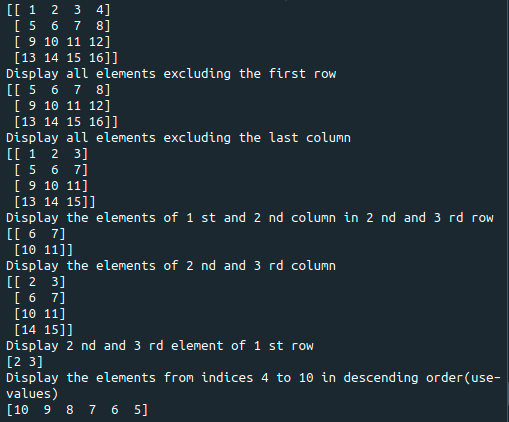 [[ 1  2  3  4]
 [ 5  6  7  8]
 [ 9 10 11 12]
 [13 14 15 16]]
Display all elements excluding the first row
[[ 5  6  7  8]
 [ 9 10 11 12]
 [13 14 15 16]]
Display all elements excluding the last column
[[ 1  2  3]
 [ 5  6  7]
 [ 9 10 11]
 [13 14 15]]
Display the elements of 1 st and 2 nd column in 2 nd and 3 rd row
[[ 6  7]
 [10 11]]
Display the elements of 2 nd and 3 rd column
[[ 2  3]
 [ 6  7]
 [10 11]
 [14 15]]
Display 2 nd and 3 rd element of 1 st row
[2 3]
Display the elements from indices 4 to 10 in descending order(use-
values)
[10  9  8  7  6  5]